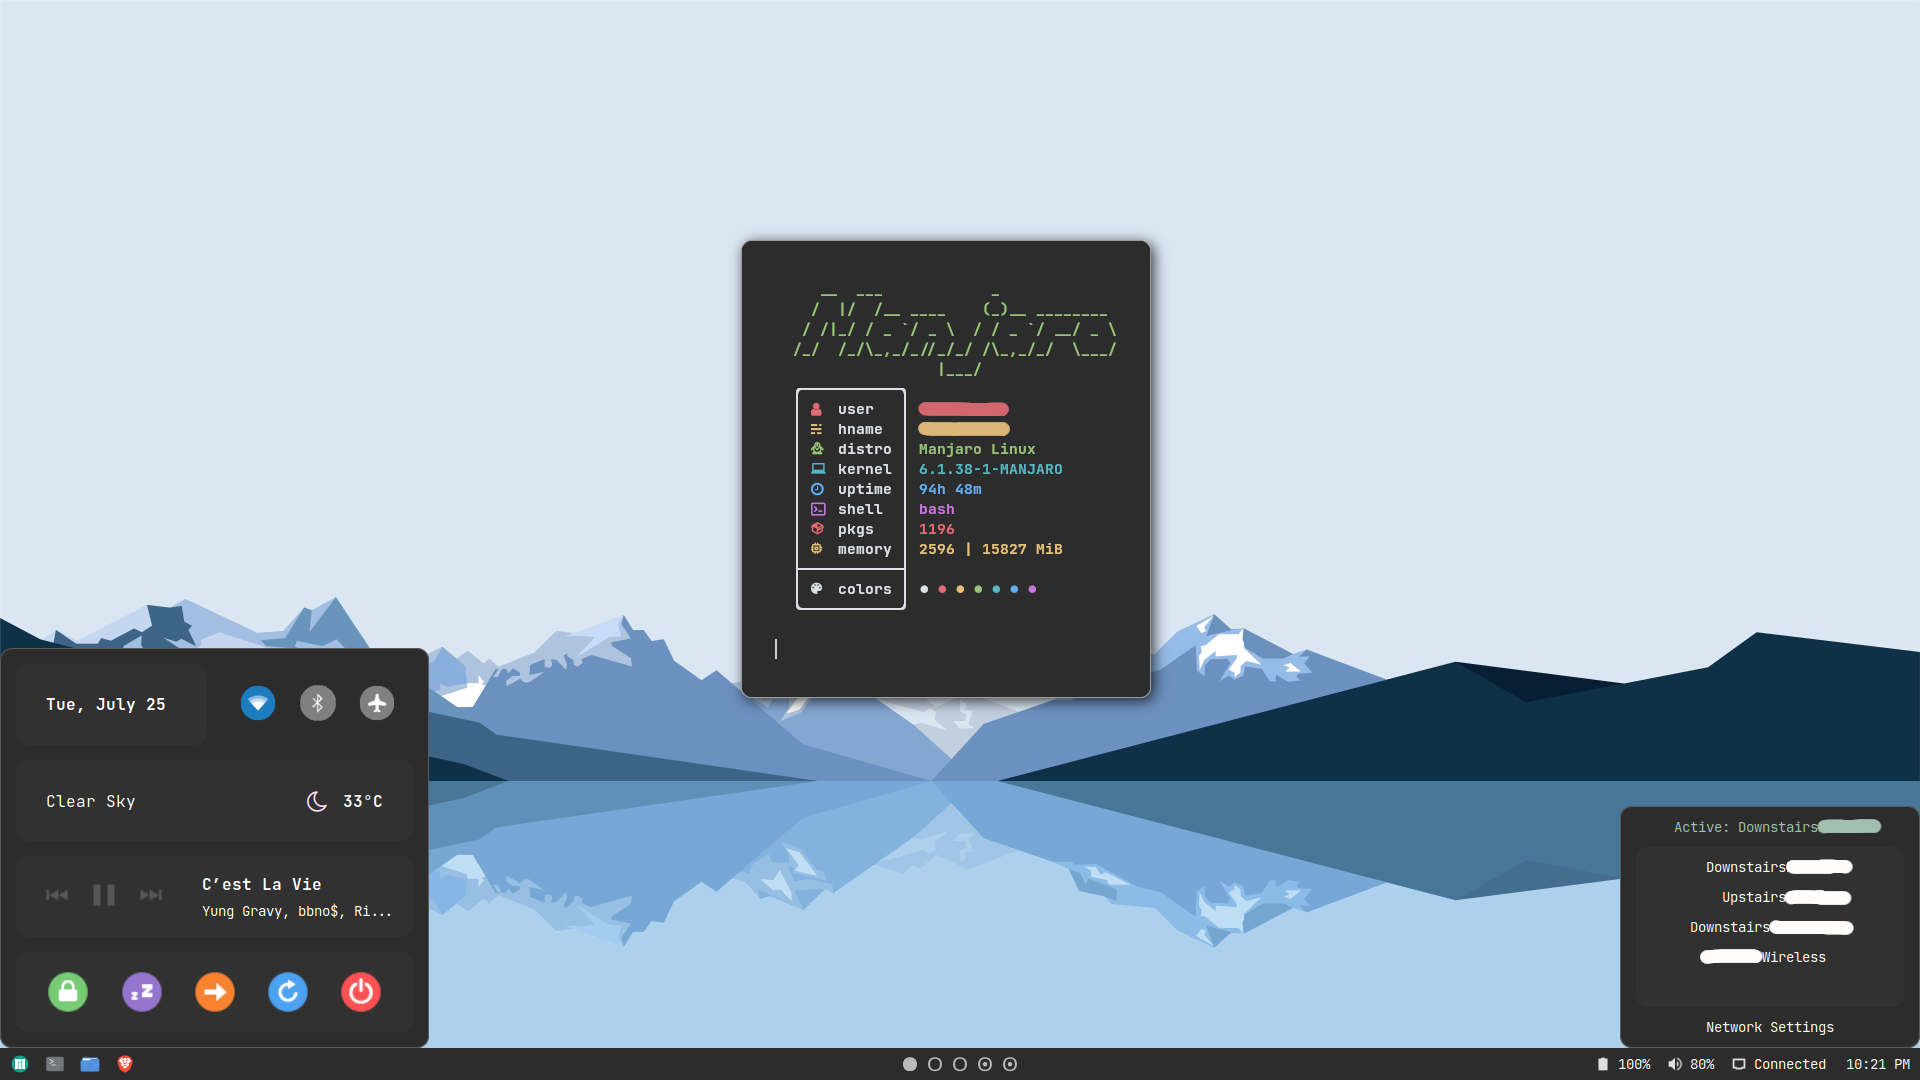 Manjaro
user
hname
distro Manjaro Linux
kernel 6.1.38-1-MANJARO
uptime 94h 48m
shell bash
pkgs 1196
memory 2596 | 15827 MiB
colors
Tue, July 25
Clear Sky 33°C
C’est La Vie
Yung Gravy, bbno$, Ri...
Active: Downstairs
Downstairs
Upstairs
Downstairs
Wireless
Network Settings
100% 80% Connected 10:21 PM